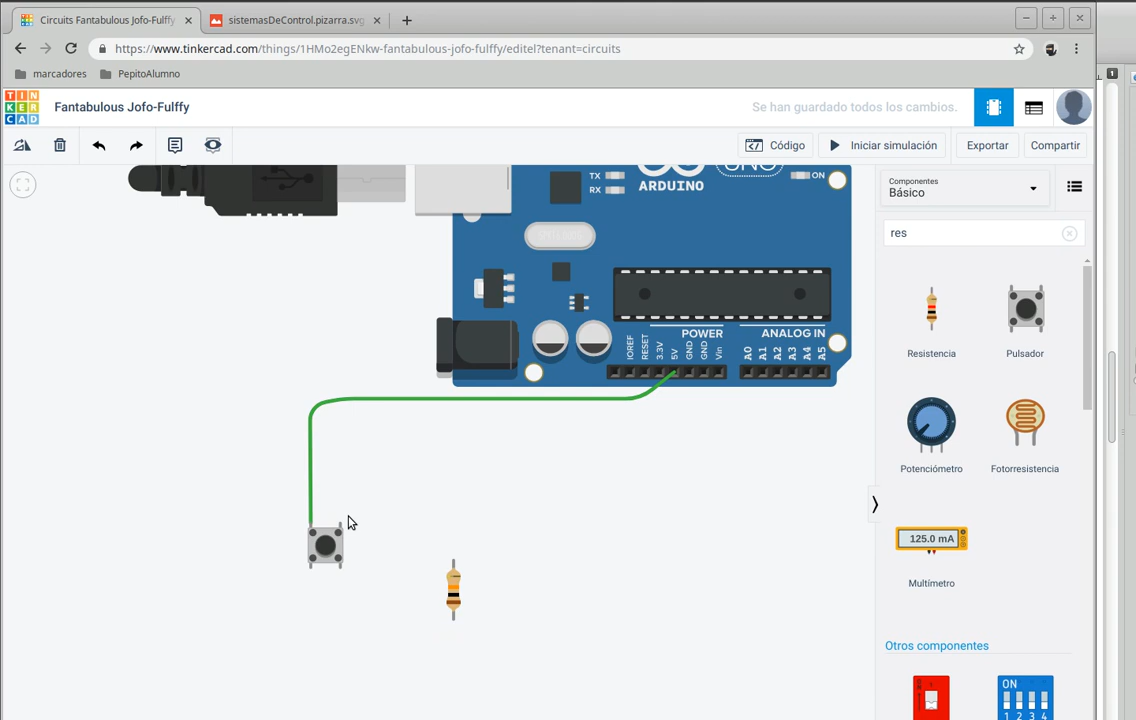 Circuits Fantabulous Jofo-Fulffy
sistemasDeControl.pizarra.svg
https://www.tinkercad.com/things/1HMo2egENkw-fantabulous-jofo-fulffy/editel?tenant=circuits
marcadores
PepitoAlumno
1
TIN
KER
CAD
Fantabulous Jofo-Fulffy
Se han guardado todos los cambios.
Código
Iniciar simulación
Exportar
Compartir
TX
RX
ARDUINO
UNO
ON
Componentes
Básico
res
POWER
ANALOG IN
IOREF
RESET
3.3V
5V
GND
GND
Vin
A0
A1
A2
A3
A4
A5
Resistencia
Pulsador
Potenciómetro
Fotorresistencia
125.0 mA
Multímetro
Otros componentes
ON
1 2 3 4